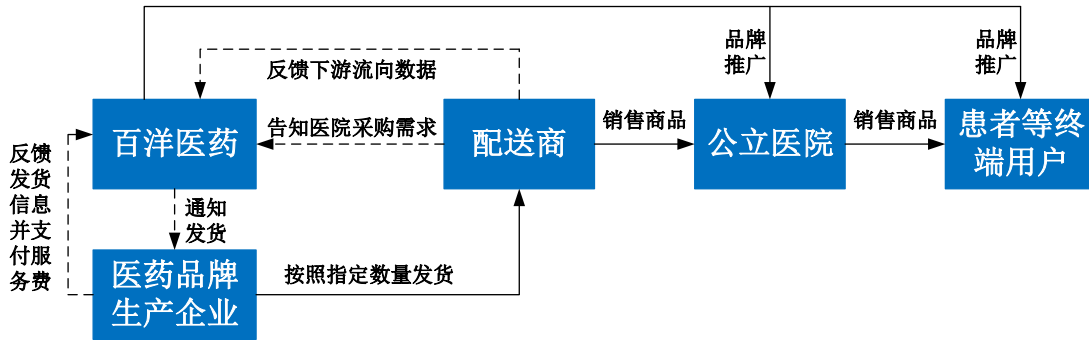 品牌
推广
品牌
推广
反馈下游流向数据
百洋医药
告知医院采购需求
配送商
销售商品
公立医院
销售商品
患者等终
端用户
反馈
发货
信息
并支
付服
务费
通知
发货
医药品牌
生产企业
按照指定数量发货